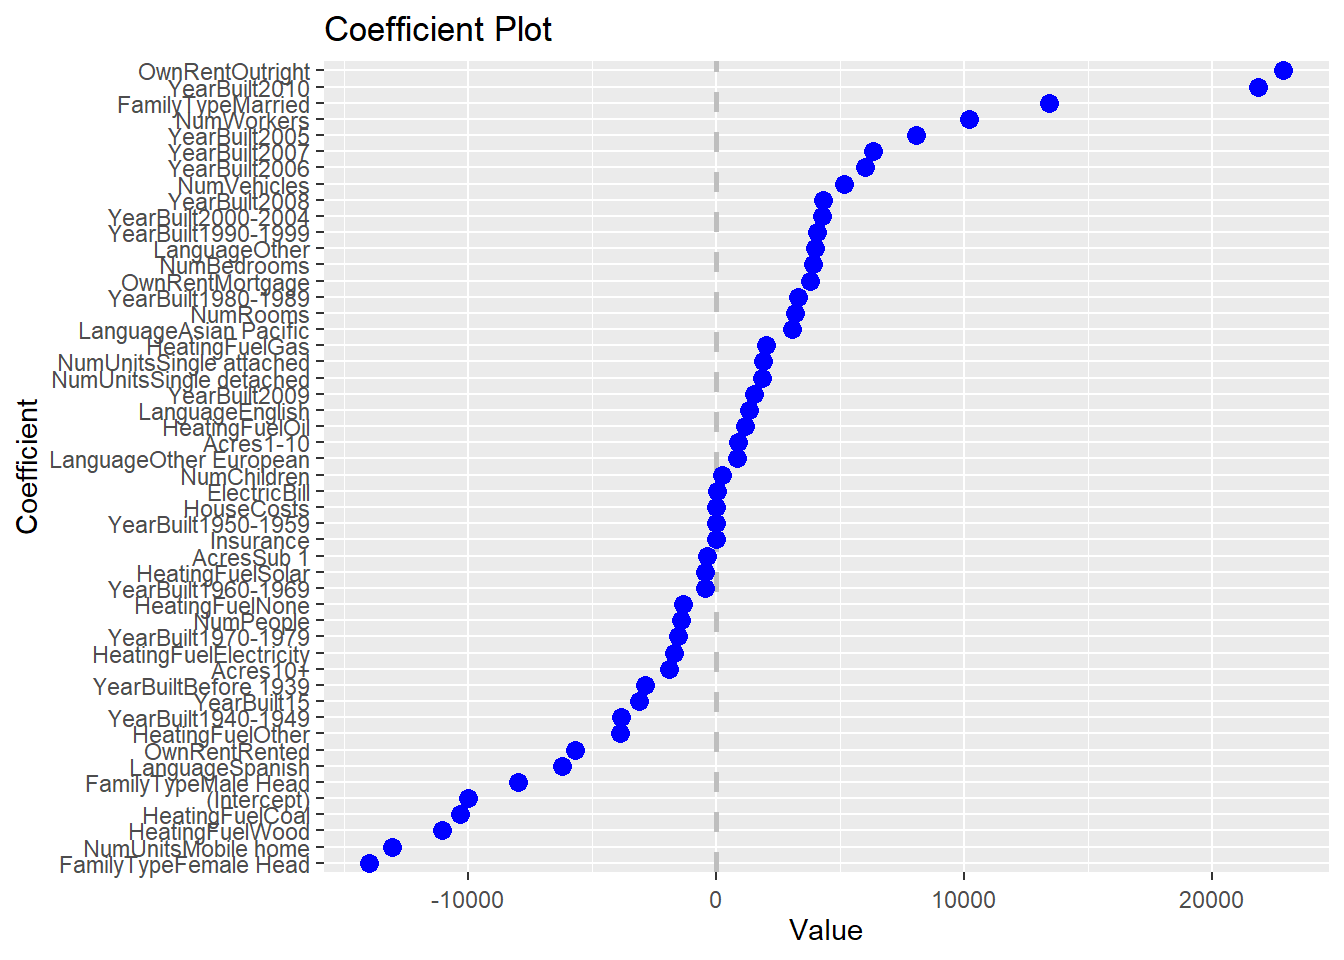 Coefficient Plot
OwnRentOutright
YearBuilt2010
FamilyTypeMarried
NumWorkers
YearBuilt2005
YearBuilt2007
YearBuilt2006
NumVehicles
YearBuilt2008
YearBuilt2000-2004
YearBuilt1990-1999
LanguageOther
NumBedrooms
OwnRentMortgage
YearBuilt1980-1989
NumRooms
LanguageAsian Pacific
HeatingFuelGas
NumUnitsSingle attached
NumUnitsSingle detached
YearBuilt2009
LanguageEnglish
HeatingFuelOil
Acres1-10
LanguageOther European
NumChildren
ElectricBill
HouseCosts
YearBuilt1950-1959
Insurance
AcresSub 1
HeatingFuelSolar
YearBuilt1960-1969
HeatingFuelNone
NumPeople
YearBuilt1970-1979
HeatingFuelElectricity
Acres10+
YearBuiltBefore 1939
YearBuilt15
YearBuilt1940-1949
HeatingFuelOther
OwnRentRented
LanguageSpanish
FamilyTypeMale Head
(Intercept)
HeatingFuelCoal
HeatingFuelWood
NumUnitsMobile home
FamilyTypeFemale Head
Coefficient
-10000 0 10000 20000
Value